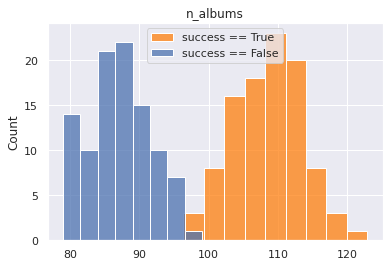 n_albums
success == True
success == False
Count
20
15
10
5
0
80
90
100
110
120